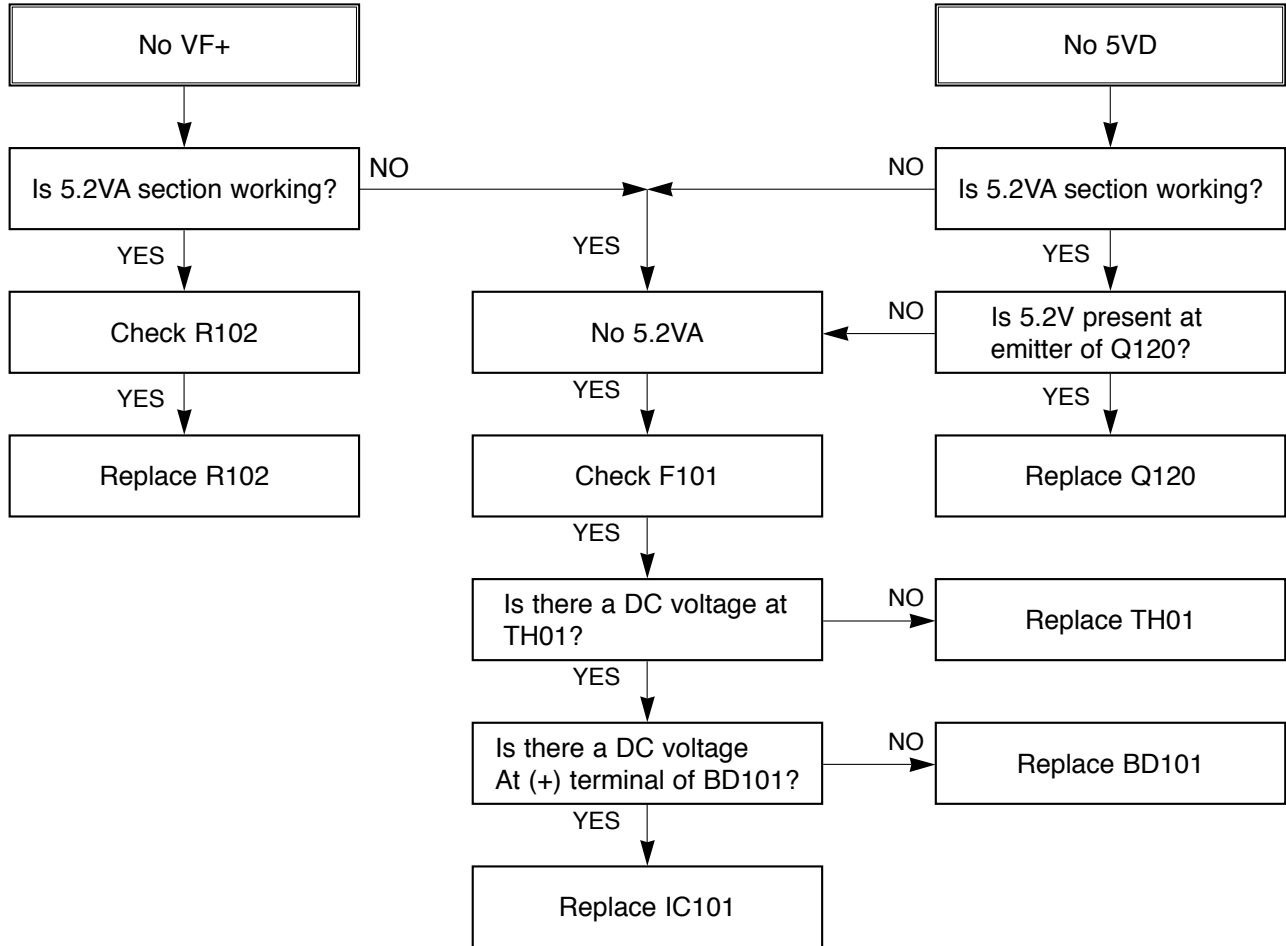 No VF+
No 5VD
Is 5.2VA section working?
NO
NO
Is 5.2VA section working?
YES
YES
YES
Check R102
No 5.2VA
NO
Is 5.2V present at
emitter of Q120?
YES
YES
YES
Replace R102
Check F101
Replace Q120
YES
Is there a DC voltage at
TH01?
NO
Replace TH01
YES
Is there a DC voltage
At (+) terminal of BD101?
NO
Replace BD101
YES
Replace IC101